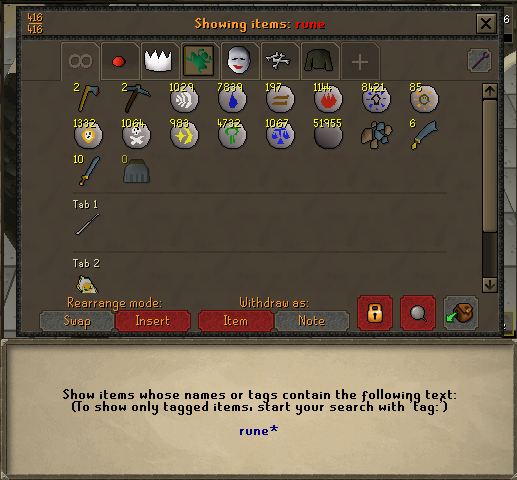 416
416
Showing items: rune
6
2 2 1029 7839 197 1144 8421 85
1332 1064 983 4732 1067 51955 6
10 0
Tab 1
Tab 2
Rearrange mode: Withdraw as:
Swap Insert Item Note
Show items whose names or tags contain the following text:
(To show only tagged items, start your search with 'tag:')
rune*